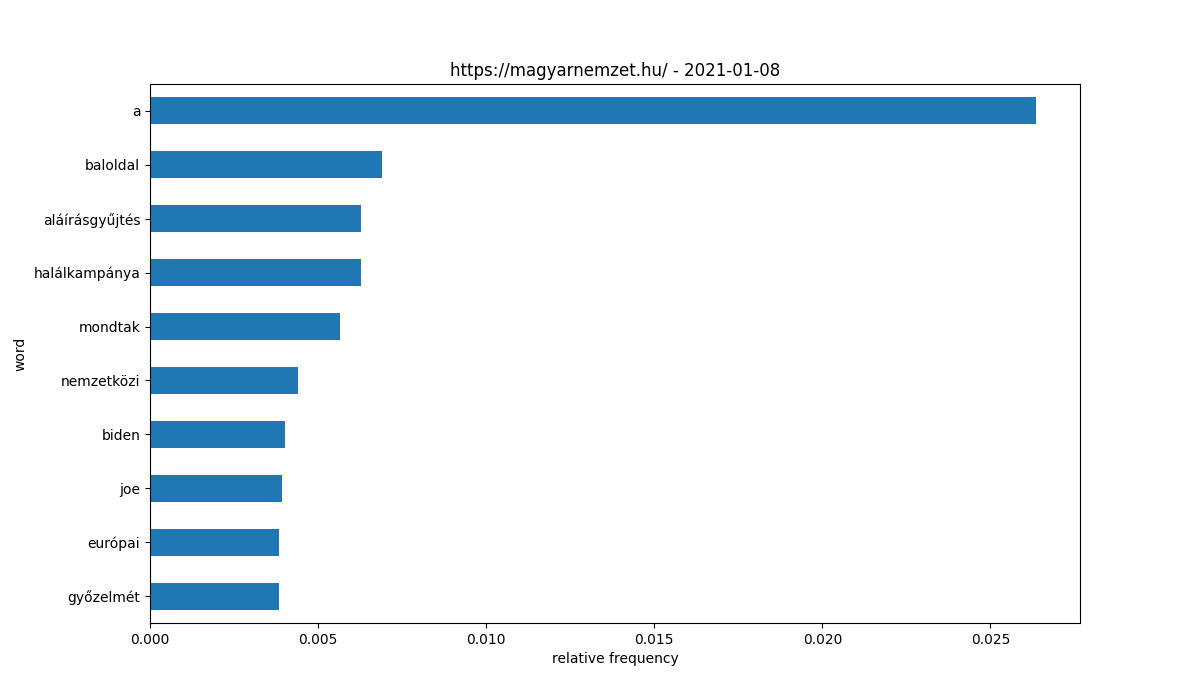 https://magyarnemzet.hu/ - 2021-01-08
a
baloldal
aláírásgyűjtés
halálkampánya
mondtak
nemzetközi
biden
joe
európai
győzelmét
word
0.000 0.005 0.010 0.015 0.020 0.025
relative frequency